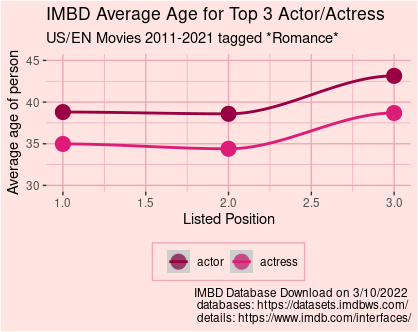 IMBD Average Age for Top 3 Actor/Actress
US/EN Movies 2011-2021 tagged *Romance*
Average age of person
45
40
35
30
1.0 1.5 2.0 2.5 3.0
Listed Position
actor actress
IMBD Database Download on 3/10/2022
databases: https://datasets.imdbws.com/
details: https://www.imdb.com/interfaces/